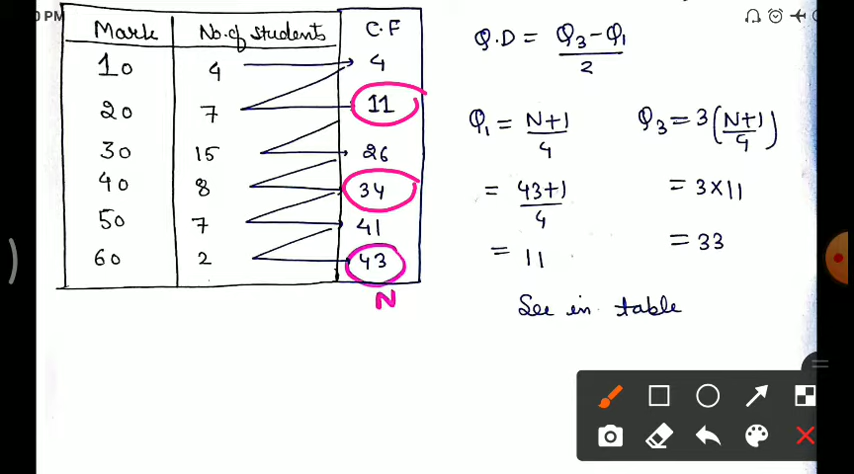 PM
Mark No. of students C.F
10 4 4
20 7 11
30 15 26
40 8 34
50 7 41
60 2 43
N
Q.D = Q3-Q1/2
Q1 = N+1/4
= 43+1/4
= 11
Q3 = 3(N+1/4)
= 3×11
= 33
See in table